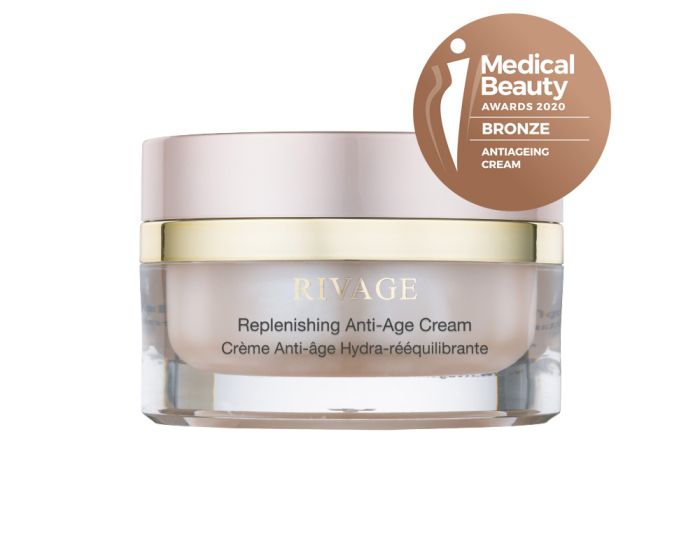 Medical
Beauty
AWARDS 2020
BRONZE
ANTIAGEING
CREAM
RIVAGE
Replenishing Anti-Age Cream
Crème Anti-âge Hydra-rééquilibrante